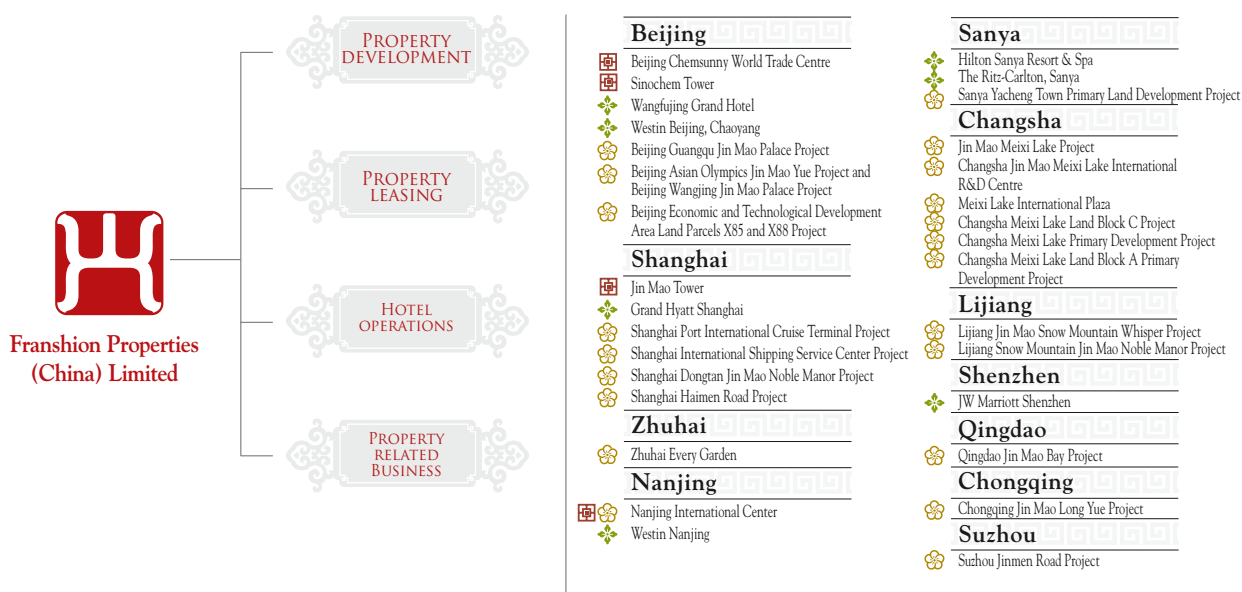 Franshion Properties
(China) Limited
PROPERTY
DEVELOPMENT
PROPERTY
LEASING
HOTEL
OPERATIONS
PROPERTY
RELATED
BUSINESS
Beijing
Beijing Chemsunny World Trade Centre
Sinochem Tower
Wangfujing Grand Hotel
Westin Beijing, Chaoyang
Beijing Guangqu Jin Mao Palace Project
Beijing Asian Olympics Jin Mao Yue Project and
Beijing Wangjing Jin Mao Palace Project
Beijing Economic and Technological Development
Area Land Parcels X85 and X88 Project
Shanghai
Jin Mao Tower
Grand Hyatt Shanghai
Shanghai Port International Cruise Terminal Project
Shanghai International Shipping Service Center Project
Shanghai Dongtan Jin Mao Noble Manor Project
Shanghai Haimen Road Project
Zhuhai
Zhuhai Every Garden
Nanjing
Nanjing International Center
Westin Nanjing
Sanya
Hilton Sanya Resort & Spa
The Ritz-Carlton, Sanya
Sanya Yacheng Town Primary Land Development Project
Changsha
Jin Mao Meixi Lake Project
Changsha Jin Mao Meixi Lake International
R&D Centre
Meixi Lake International Plaza
Changsha Meixi Lake Land Block C Project
Changsha Meixi Lake Primary Development Project
Changsha Meixi Lake Land Block A Primary
Development Project
Lijiang
Lijiang Jin Mao Snow Mountain Whisper Project
Lijiang Snow Mountain Jin Mao Noble Manor Project
Shenzhen
JW Marriott Shenzhen
Qingdao
Qingdao Jin Mao Bay Project
Chongqing
Chongqing Jin Mao Long Yue Project
Suzhou
Suzhou Jinmen Road Project